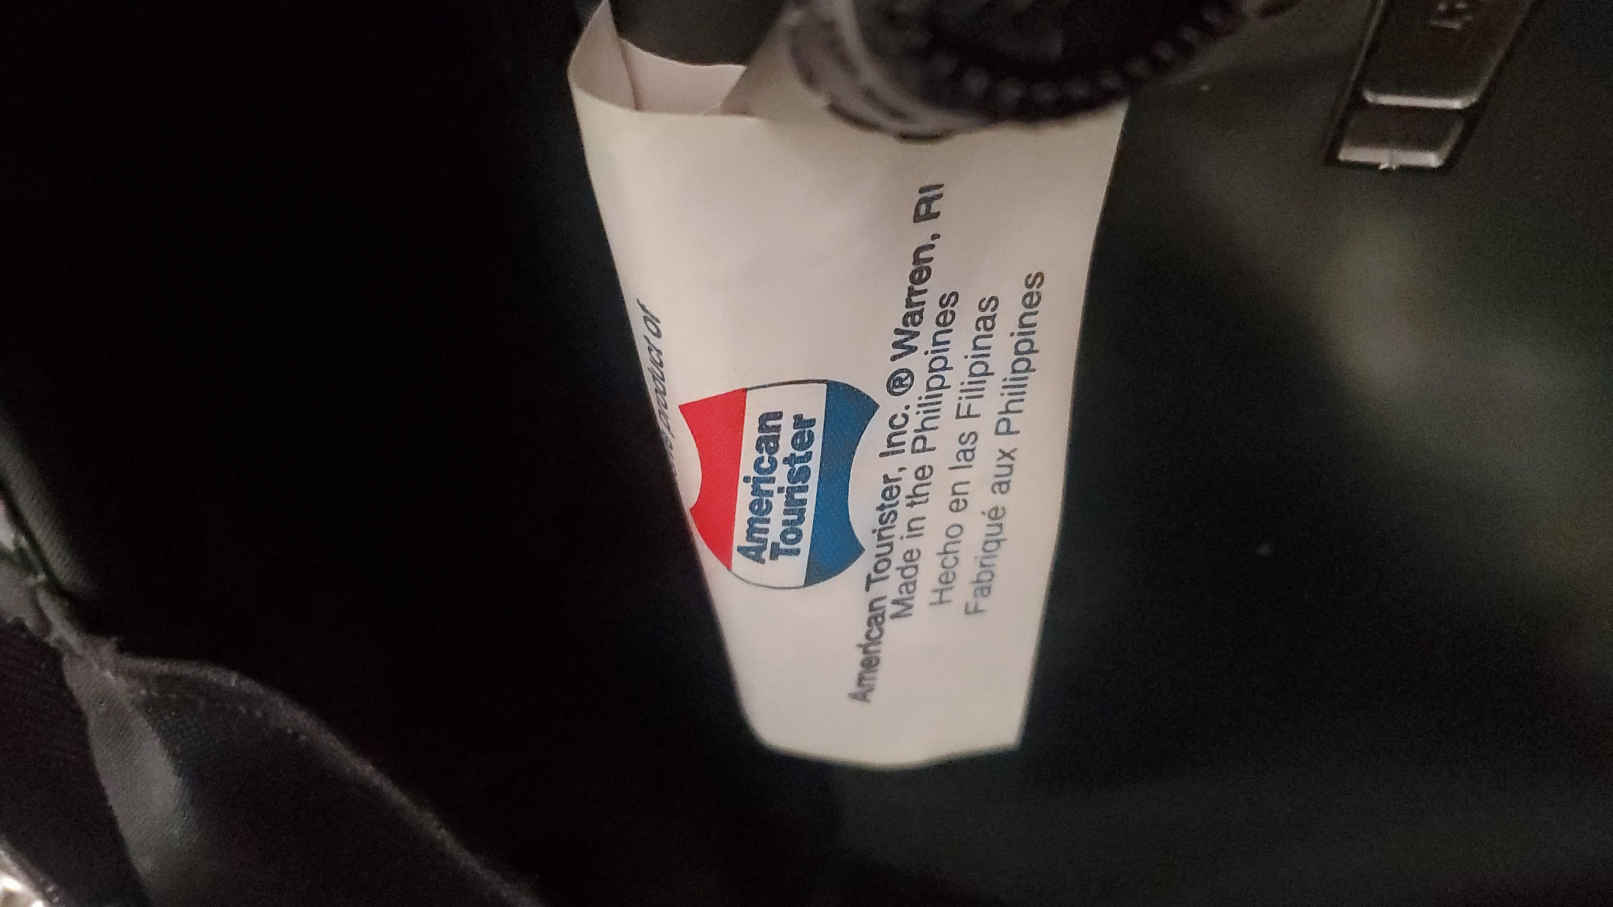 product of
American
Tourister
American Tourister, Inc. ® Warren, RI
Made in the Philippines
Hecho en las Filipinas
Fabriqué aux Philippines